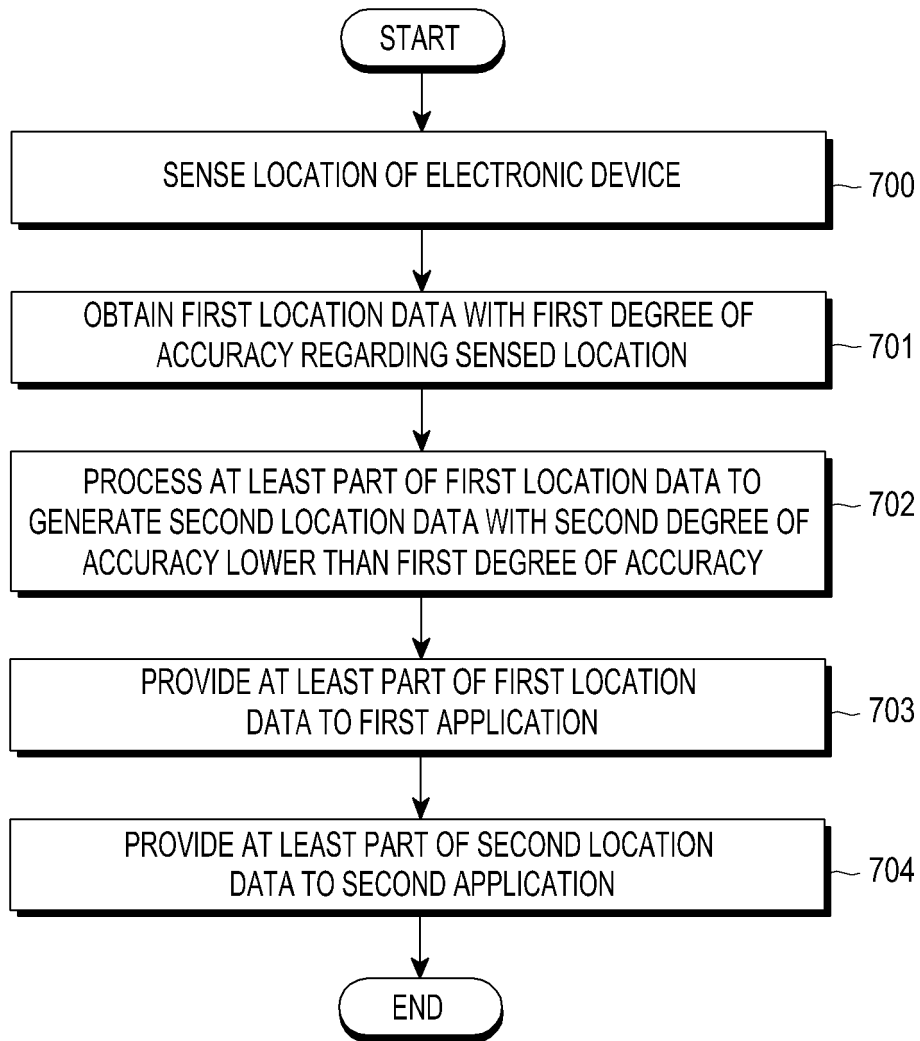 START
SENSE LOCATION OF ELECTRONIC DEVICE
700
OBTAIN FIRST LOCATION DATA WITH FIRST DEGREE OF
ACCURACY REGARDING SENSED LOCATION
701
PROCESS AT LEAST PART OF FIRST LOCATION DATA TO
GENERATE SECOND LOCATION DATA WITH SECOND DEGREE OF
ACCURACY LOWER THAN FIRST DEGREE OF ACCURACY
702
PROVIDE AT LEAST PART OF FIRST LOCATION
DATA TO FIRST APPLICATION
703
PROVIDE AT LEAST PART OF SECOND LOCATION
DATA TO SECOND APPLICATION
704
END